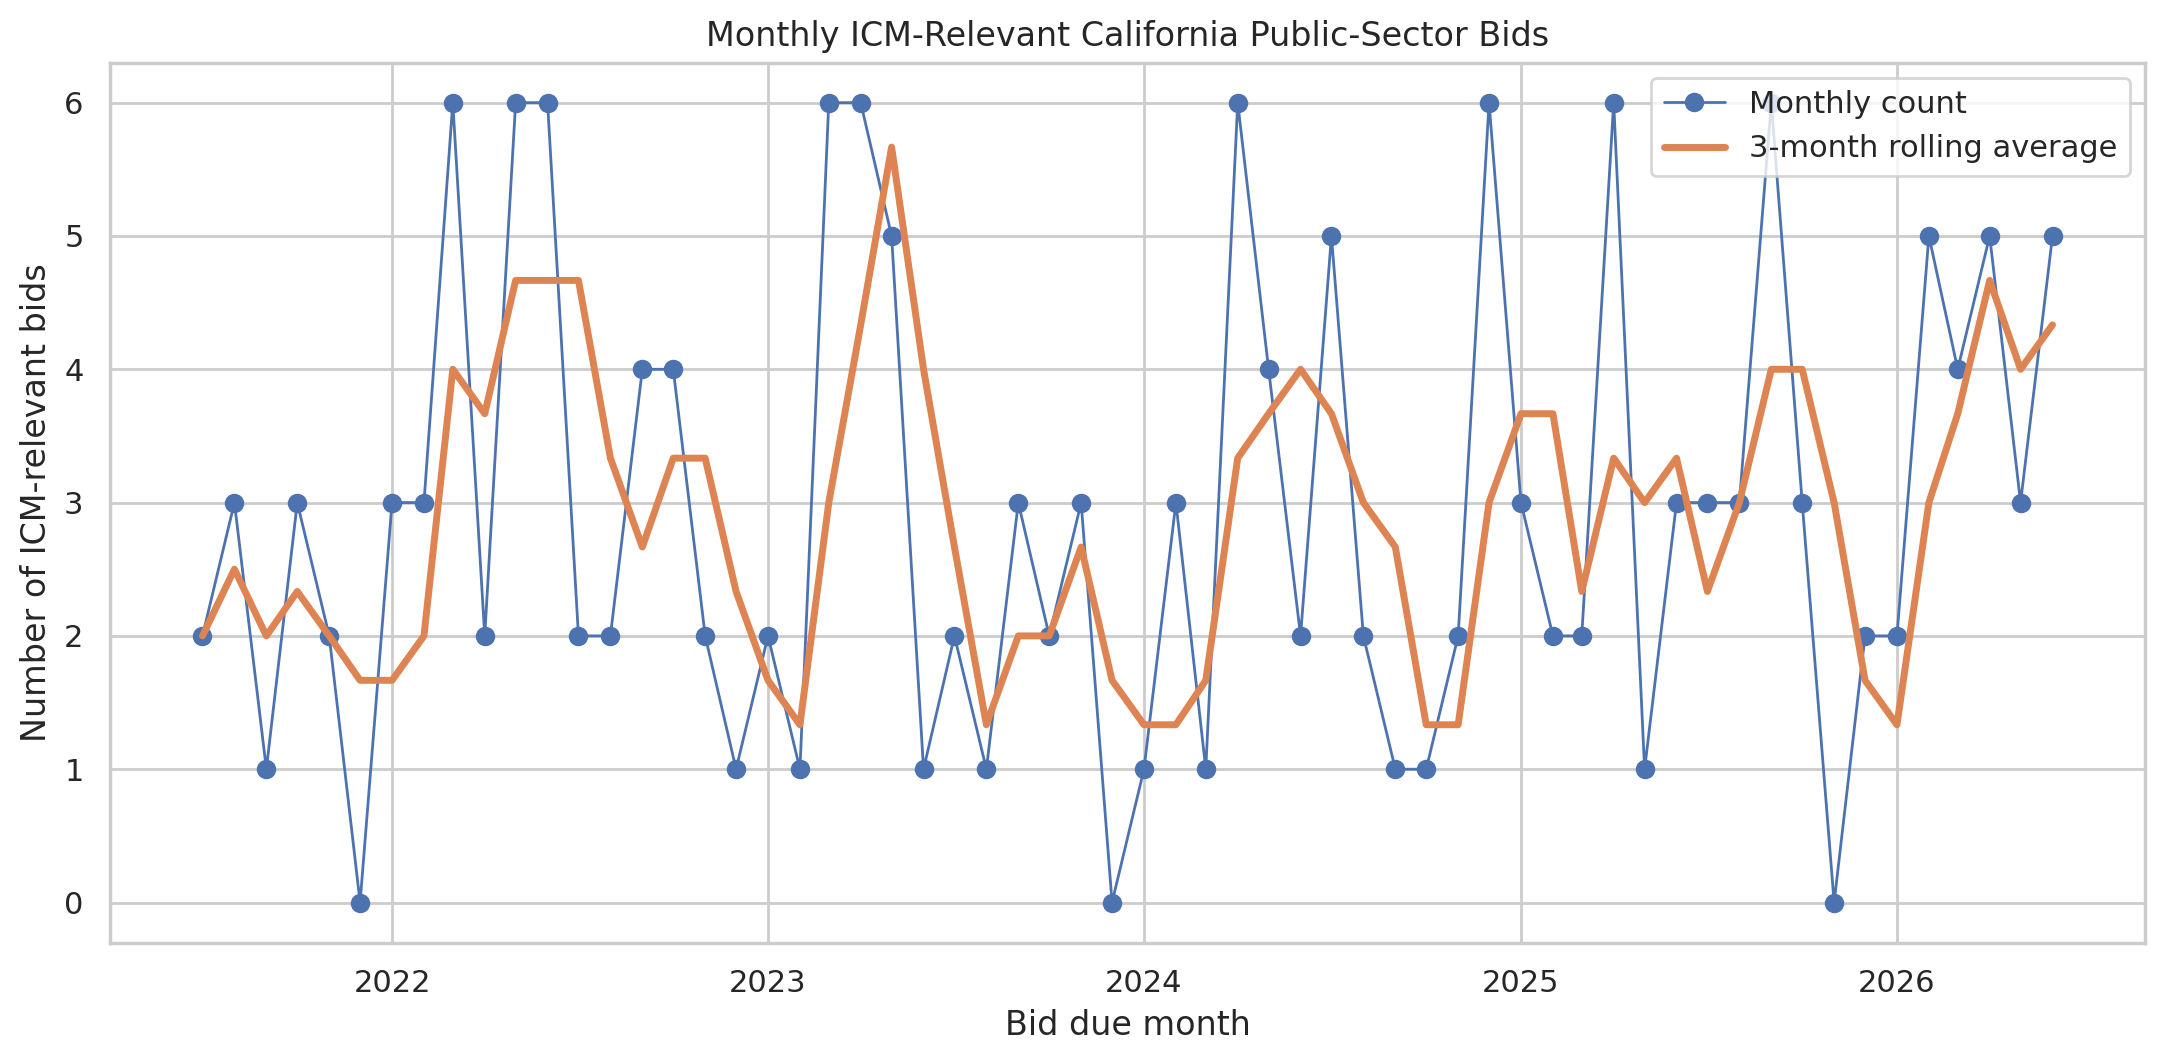 Monthly ICM-Relevant California Public-Sector Bids
Monthly count
3-month rolling average
Number of ICM-relevant bids
6
5
4
3
2
1
0
2022
2023
2024
2025
2026
Bid due month